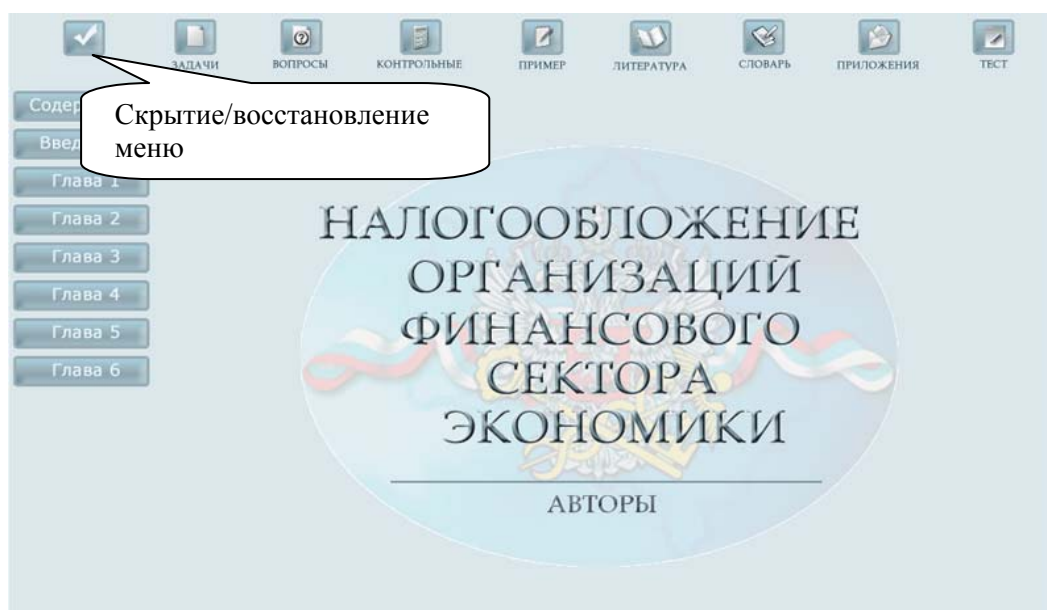 ЗАДАЧИ
ВОПРОСЫ
КОНТРОЛЬНЫЕ
ПРИМЕР
ЛИТЕРАТУРА
СЛОВАРЬ
ПРИЛОЖЕНИЯ
ТЕСТ
Скрытие/восстановление
меню
Глава 1
Глава 2
Глава 3
Глава 4
Глава 5
Глава 6
НАЛОГООБЛОЖЕНИЕ
ОРГАНИЗАЦИЙ
ФИНАНСОВОГО
СЕКТОРА
ЭКОНОМИКИ
АВТОРЫ